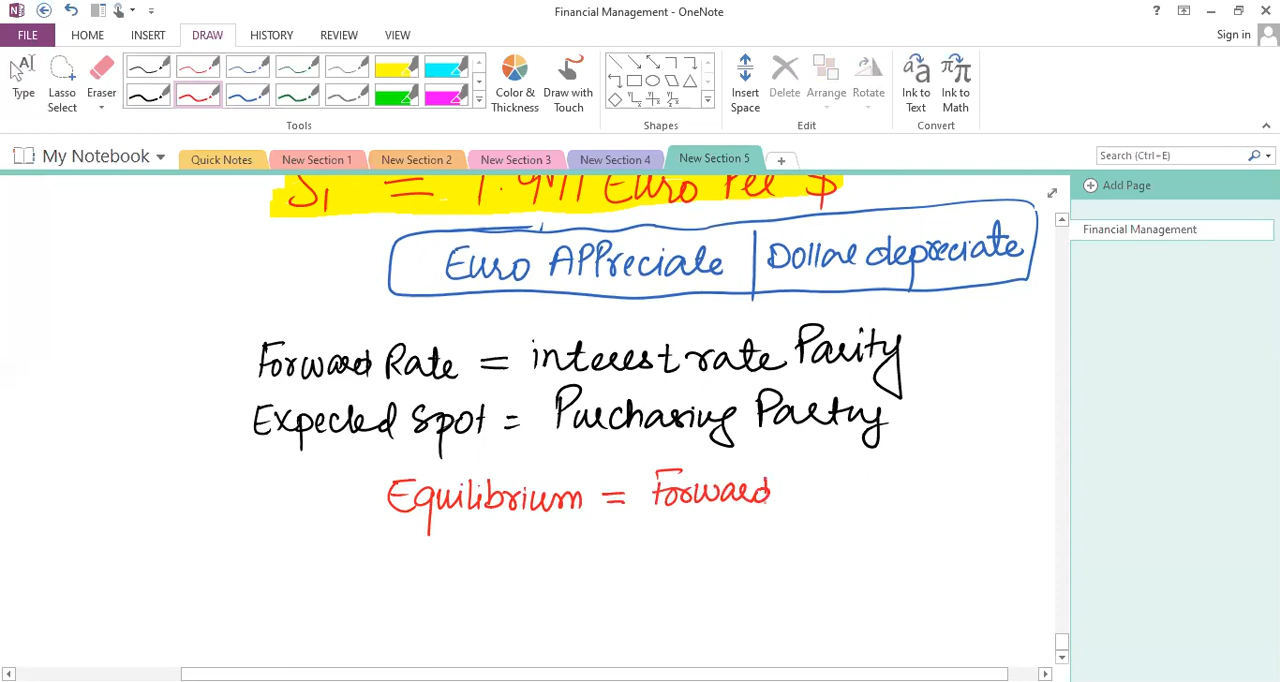 Financial Management - OneNote
? Sign in
FILE HOME INSERT DRAW HISTORY REVIEW VIEW
Type Lasso Select Eraser Color & Thickness Draw with Touch Insert Space Delete Arrange Rotate Ink to Text Ink to Math
Tools Shapes Edit Convert
My Notebook Quick Notes New Section 1 New Section 2 New Section 3 New Section 4 New Section 5 Search (Ctrl+E)
Add Page
Financial Management
S1 = Euro Per $
Euro APPreciate | Dollar depreciate
Forward Rate = interest rate Parity
Expected Spot = Purchasing
Equilibrium = Forward